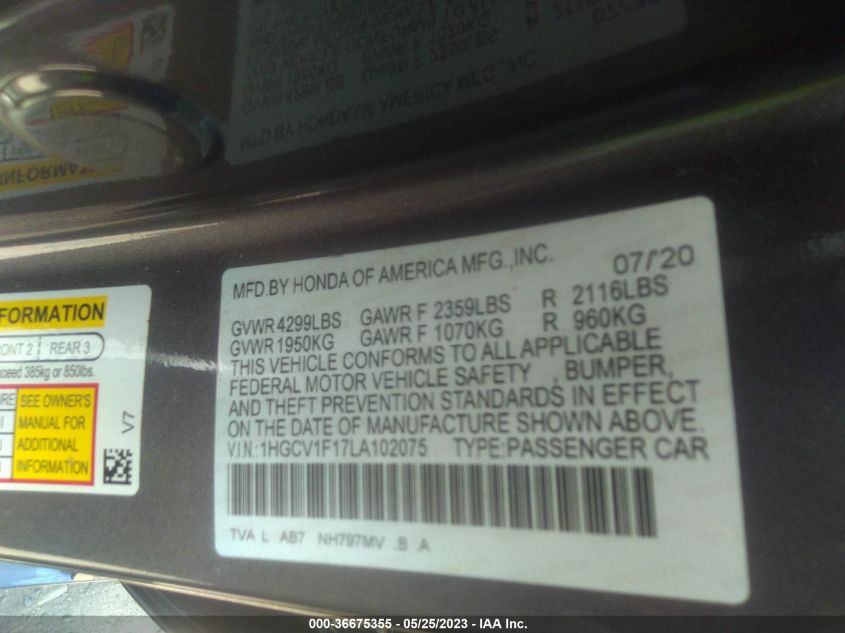 MFD.BY HONDA OF AMERICA MFG.,INC. 07/'20
GVWR 4299LBS GAWR F 2359LBS R 2116LBS
GVWR 1950KG GAWR F 1070KG R 960KG
THIS VEHICLE CONFORMS TO ALL APPLICABLE
FEDERAL MOTOR VEHICLE SAFETY , BUMPER,
AND THEFT PREVENTION STANDARDS IN EFFECT
ON THE DATE OF MANUFACTURE SHOWN ABOVE.
V.I.N.:1HGCV1F17LA102075 TYPE:PASSENGER CAR
TVA L AB7 NH797MV .B .A
FORMATION
FRONT 2 REAR 3
exceed 385kg or 850lbs.
SEE OWNER'S
MANUAL FOR
ADDITIONAL
INFORMATION
V7
000-36675355 — 05/25/2023 — IAA Inc.